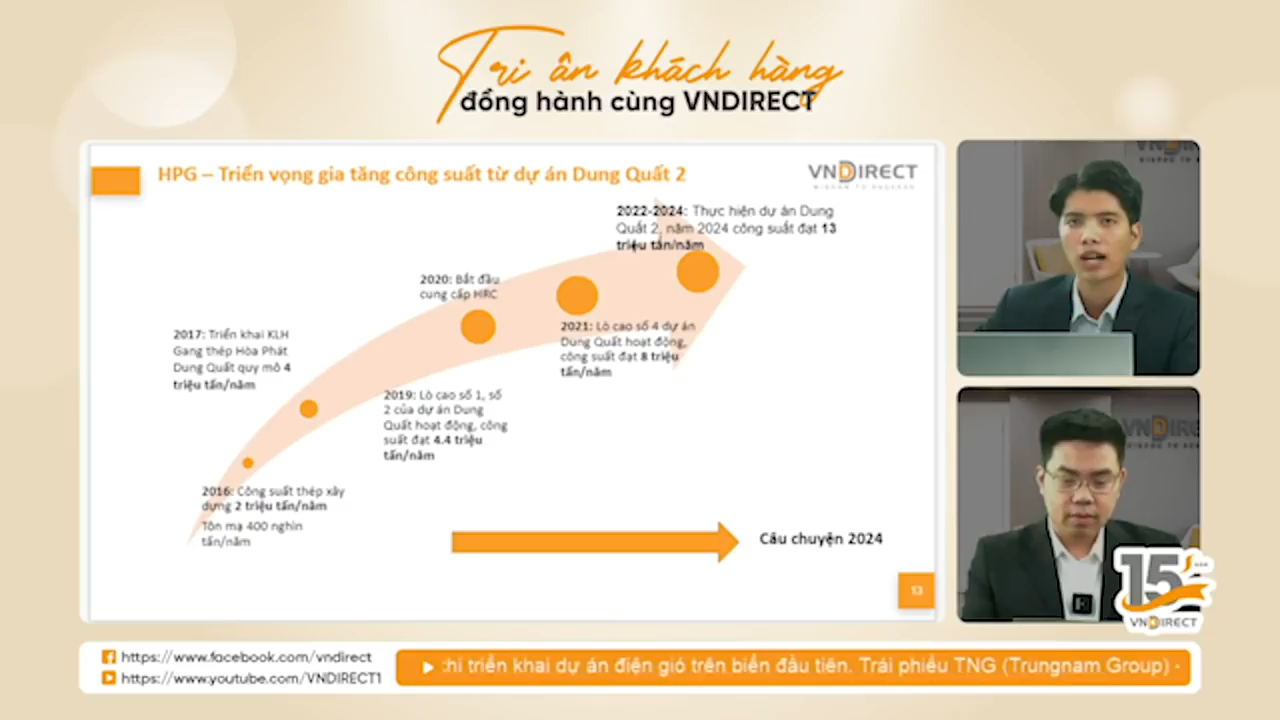 Tri ân khách hàng
đồng hành cùng VNDIRECT
HPG – Triển vọng gia tăng công suất từ dự án Dung Quất 2
VNDIRECT
WISDOM TO SUCCESS
2022-2024: Thực hiện dự án Dung
Quất 2, năm 2024 công suất đạt 13
triệu tấn/năm
2020: Bắt đầu
cung cấp HRC
2021: Lò cao số 4 dự án
Dung Quất hoạt động,
công suất đạt 8 triệu
tấn/năm
2017: Triển khai KLH
Gang thép Hòa Phát
Dung Quất quy mô 4
triệu tấn/năm
2019: Lò cao số 1, số
2 của dự án Dung
Quất hoạt động, công
suất đạt 4.4 triệu
tấn/năm
2016: Công suất thép xây
dựng 2 triệu tấn/năm
Tôn mạ 400 nghìn
tấn/năm
Câu chuyện 2024
13
15
NĂM
VNDIRECT
https://www.facebook.com/vndirect
https://www.youtube.com/VNDIRECT1
triển khai dự án điện gió trên biển đầu tiên. Trái phiếu TNG (Trungnam Group) -